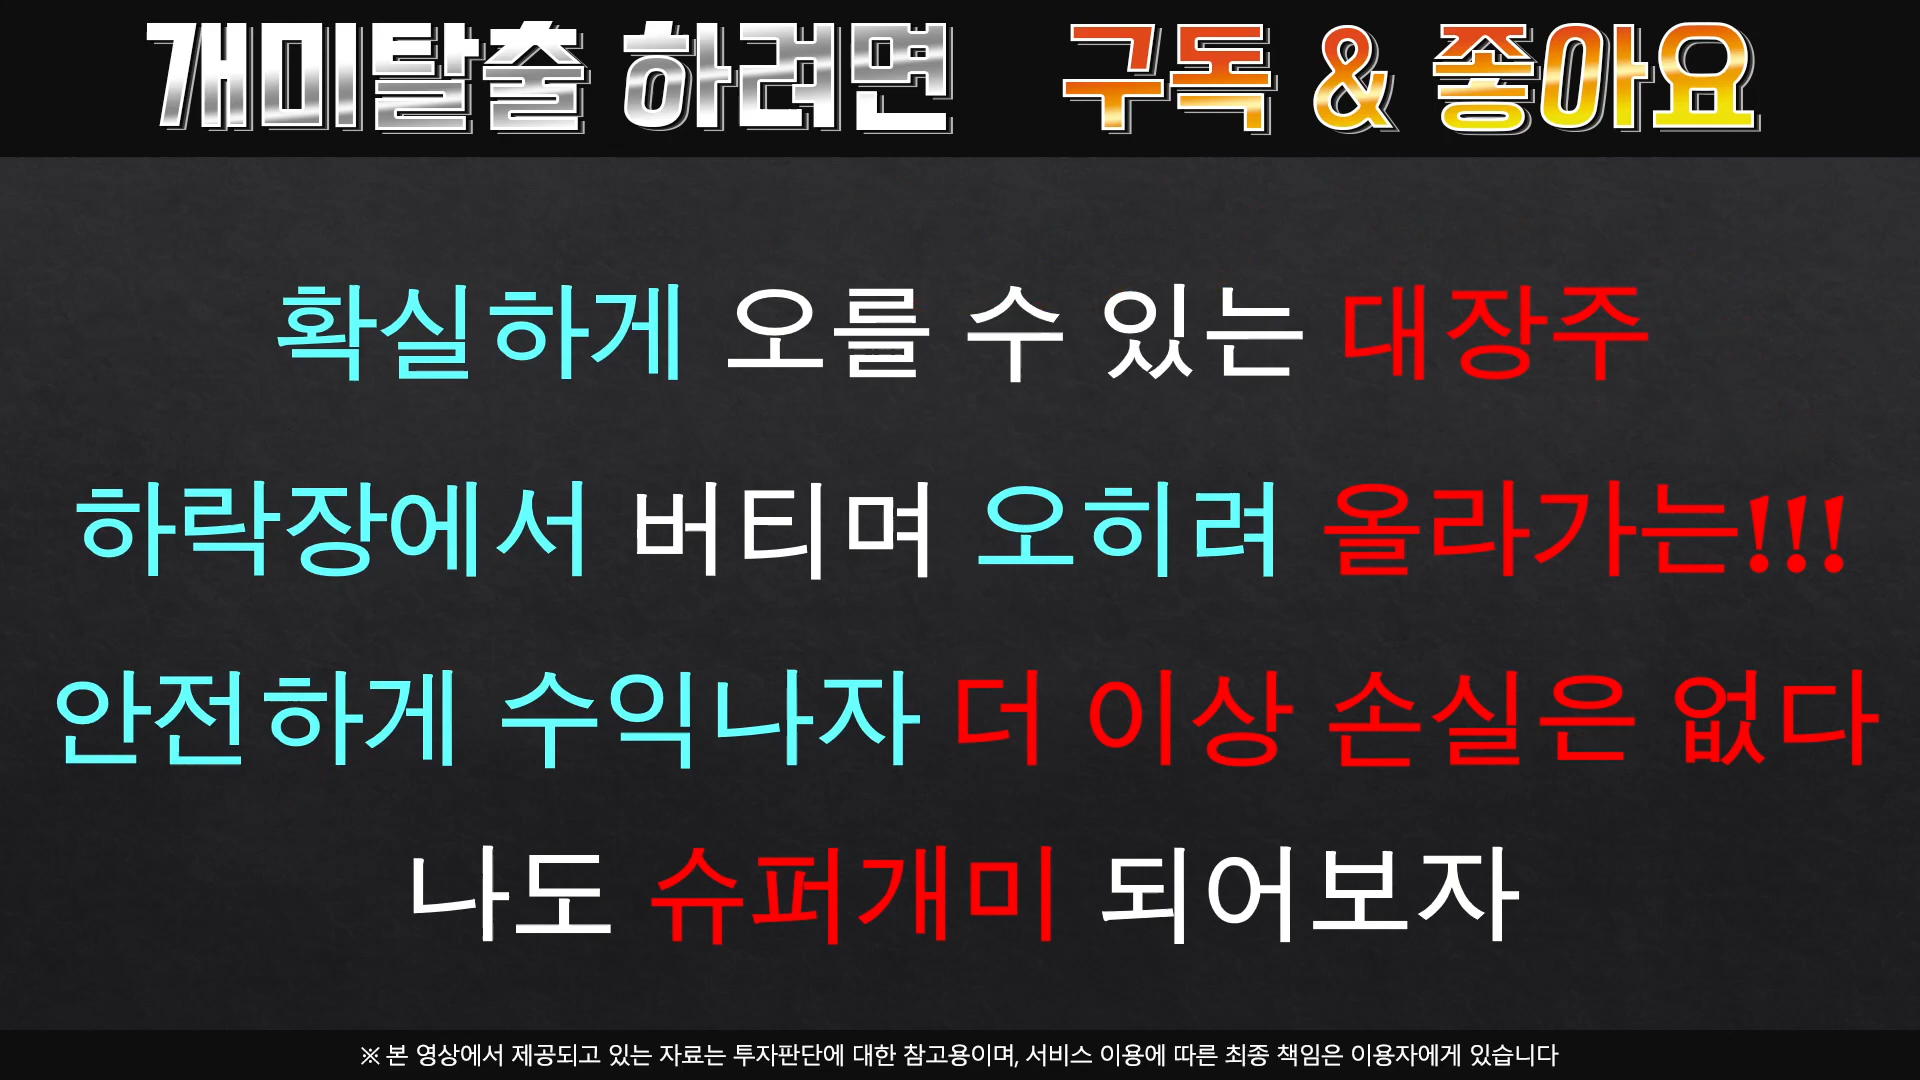 개미탈출 하려면 구독 & 좋아요
확실하게 오를 수 있는 대장주
하락장에서 버티며 오히려 올라가는!!!
안전하게 수익나자 더 이상 손실은 없다
나도 슈퍼개미 되어보자
※ 본 영상에서 제공되고 있는 자료는 투자판단에 대한 참고용이며, 서비스 이용에 따른 최종 책임은 이용자에게 있습니다